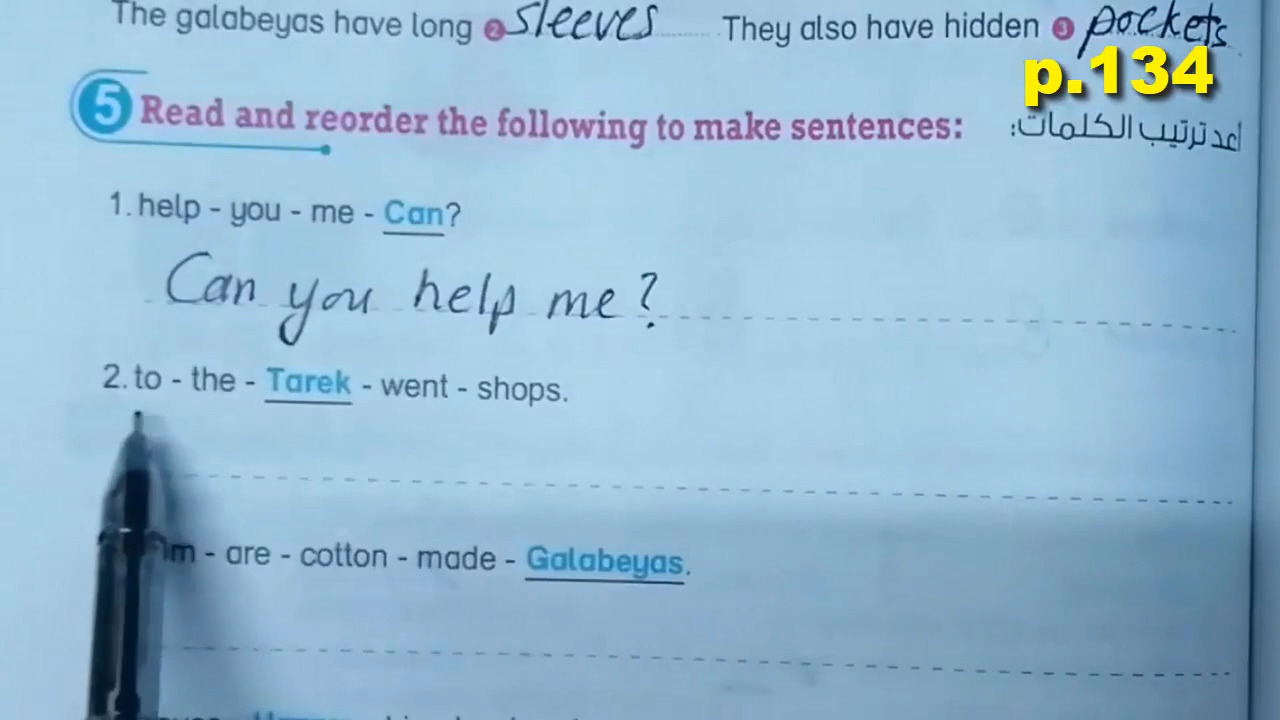 The galabeyas have long 2 sleeves They also have hidden 3 pockets
p.134
5 Read and reorder the following to make sentences: أعد ترتيب الكلمات:
1. help - you - me - Can?
Can you help me?
2. to - the - Tarek - went - shops.
- are - cotton - made - Galabeyas.